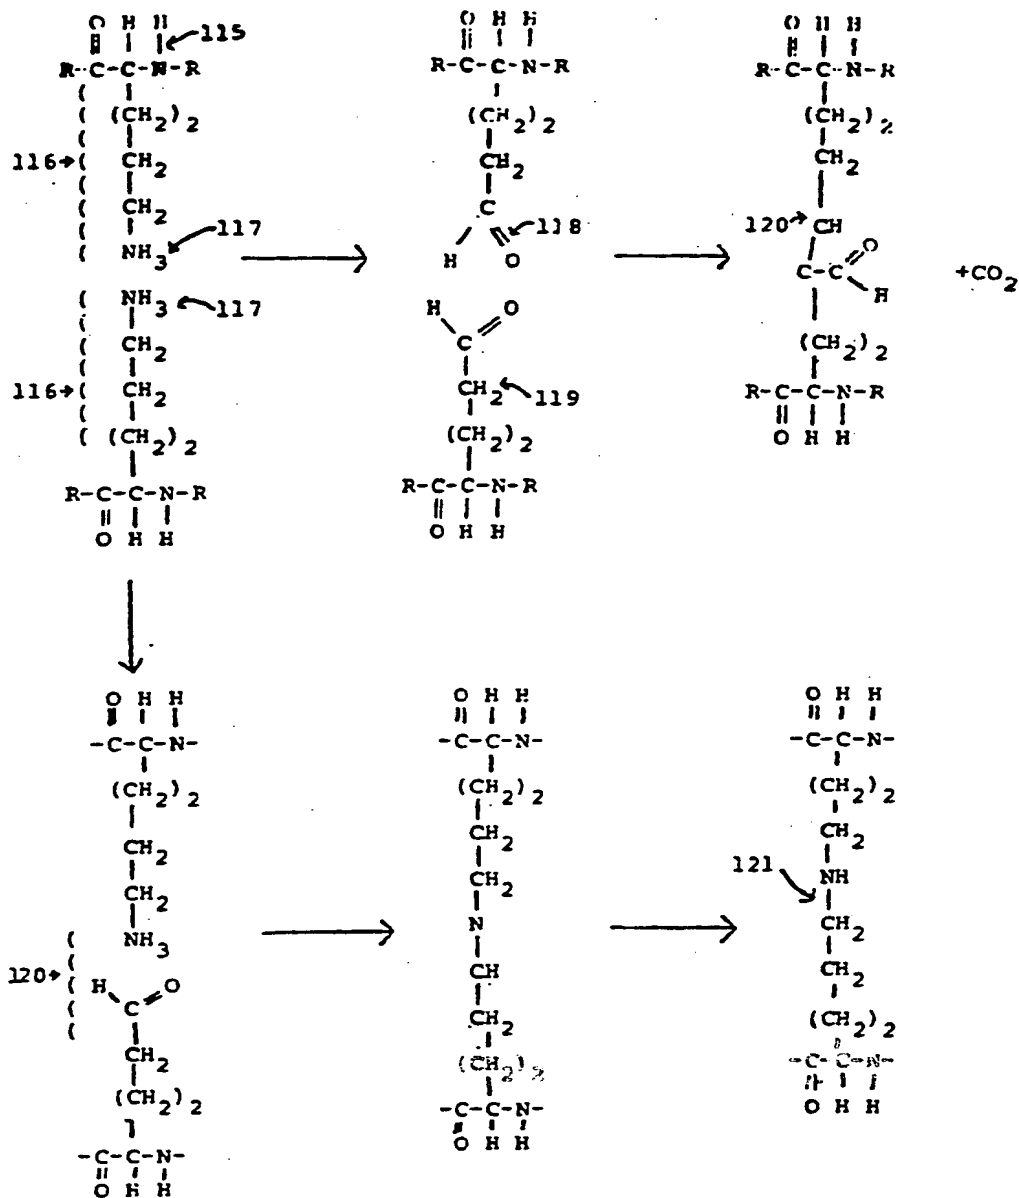 O H H
R-C-C-N-R
115
(CH2)2
CH2
116
CH2
NH3
117
NH3
117
CH2
116
CH2
(CH2)2
R-C-C-N-R
O H H
O H H
R-C-C-N-R
(CH2)2
CH2
C
118
H O
H O
C
CH2
119
(CH2)2
R-C-C-N-R
O H H
O H H
R-C-C-N-R
(CH2)2
CH2
120
CH
O
C-C
H
+CO2
(CH2)2
R-C-C-N-R
O H H
O H H
-C-C-N-
(CH2)2
CH2
CH2
NH3
120
H O
C
CH2
(CH2)2
-C-C-N-
O H H
O H H
-C-C-N-
(CH2)2
CH2
CH2
N
CH
CH2
(CH2)2
-C-C-N-
O H H
O H H
-C-C-N-
(CH2)2
CH2
121
NH
CH2
CH2
(CH2)2
-C-C-N-
O H H